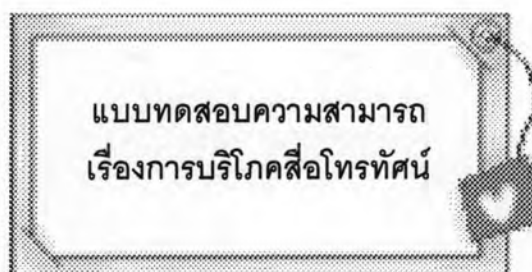 แบบทดสอบความสามารถ
เรื่องการบริโภคสื่อโทรทัศน์